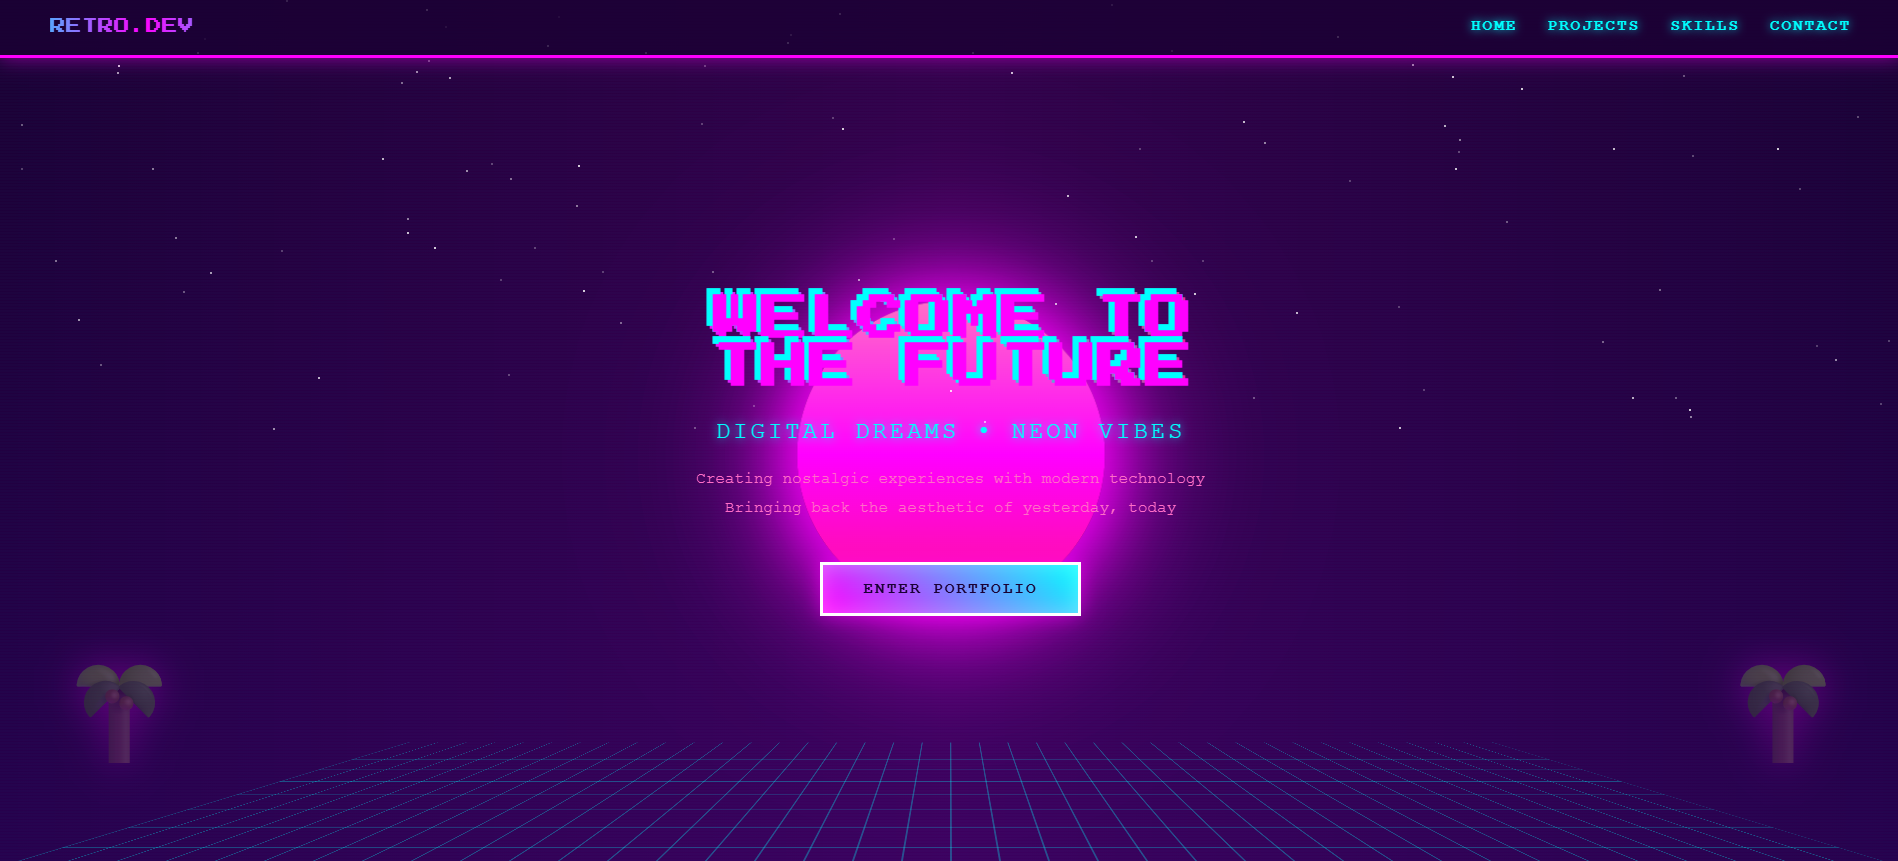 RETRO.DEV
HOME PROJECTS SKILLS CONTACT
WELCOME TO
THE FUTURE
DIGITAL DREAMS • NEON VIBES
Creating nostalgic experiences with modern technology
Bringing back the aesthetic of yesterday, today
ENTER PORTFOLIO